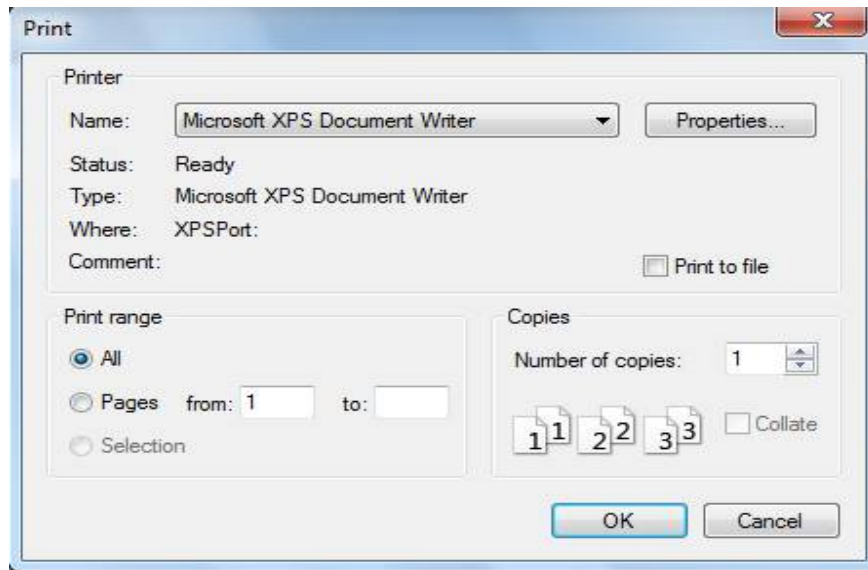 Print
Printer
Name: Microsoft XPS Document Writer Properties...
Status: Ready
Type: Microsoft XPS Document Writer
Where: XPSPort:
Comment: Print to file
Print range
All
Pages from: 1 to:
Selection
Copies
Number of copies: 1
1 1 2 2 3 3 Collate
OK Cancel